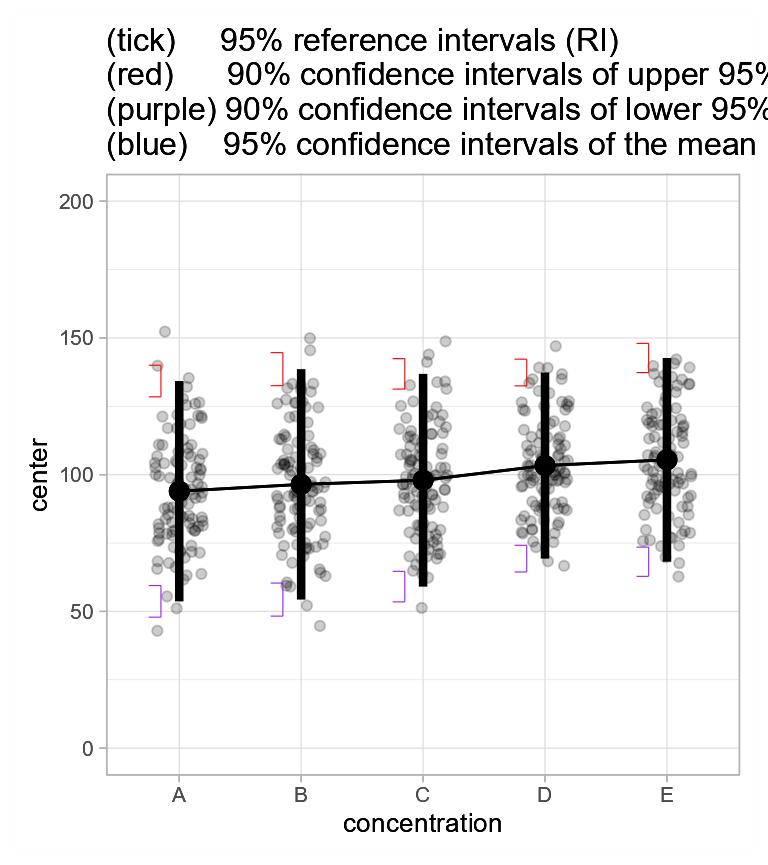 (tick) 95% reference intervals (RI)
(red) 90% confidence intervals of upper 95%
(purple) 90% confidence intervals of lower 95%
(blue) 95% confidence intervals of the mean
200
150
100
50
0
center
A B C D E
concentration